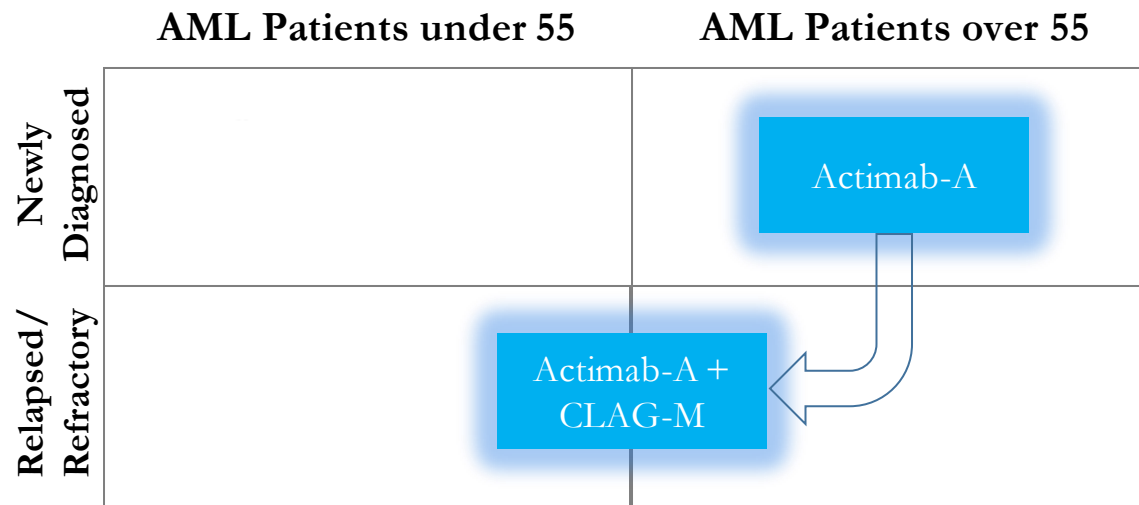 AML Patients under 55
AML Patients over 55
Newly
Diagnosed
Actimab-A
Relapsed/
Refractory
Actimab-A +
CLAG-M